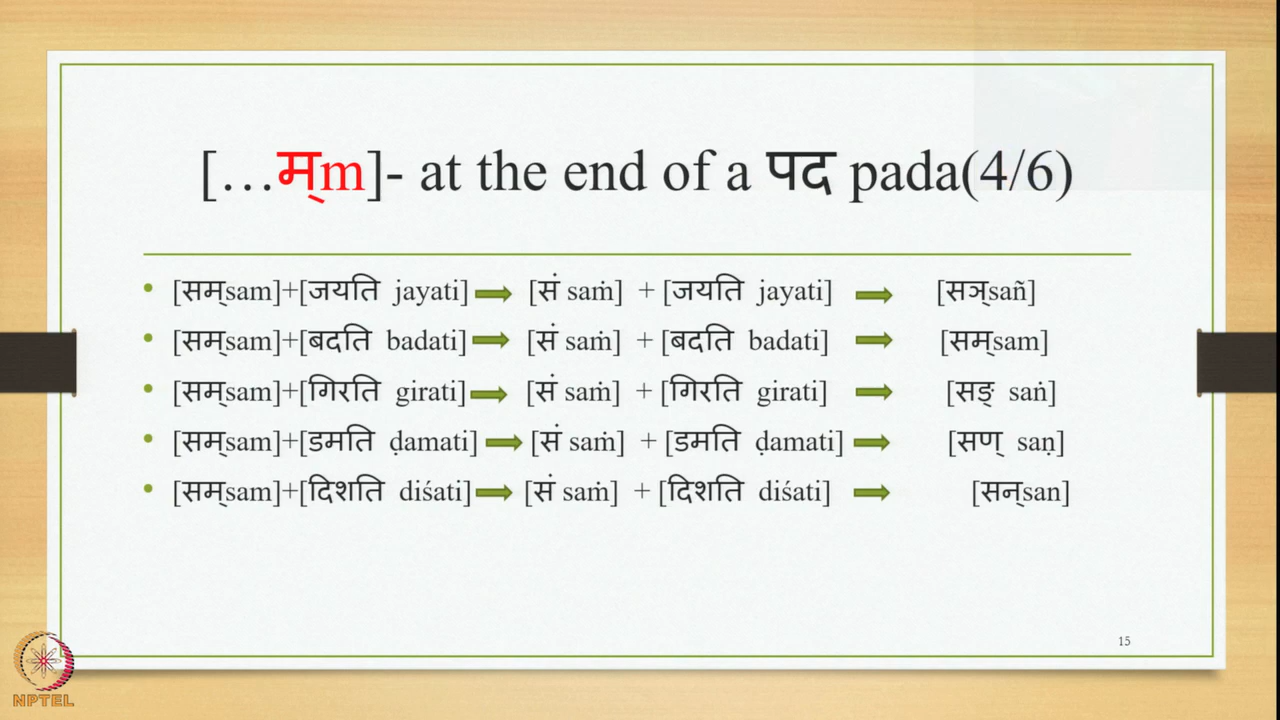 […म्m]- at the end of a पद pada(4/6)
• [सम्sam]+[जयति jayati] ➡ [सं saṁ] + [जयति jayati] ➡ [सञ्sañ]
• [सम्sam]+[बदति badati] ➡ [सं saṁ] + [बदति badati] ➡ [सम्sam]
• [सम्sam]+[गिरति girati] ➡ [सं saṁ] + [गिरति girati] ➡ [सङ् saṅ]
• [सम्sam]+[डमति ḍamati] ➡ [सं saṁ] + [डमति ḍamati] ➡ [सण् saṇ]
• [सम्sam]+[दिशति diśati] ➡ [सं saṁ] + [दिशति diśati] ➡ [सन्san]
15
NPTEL